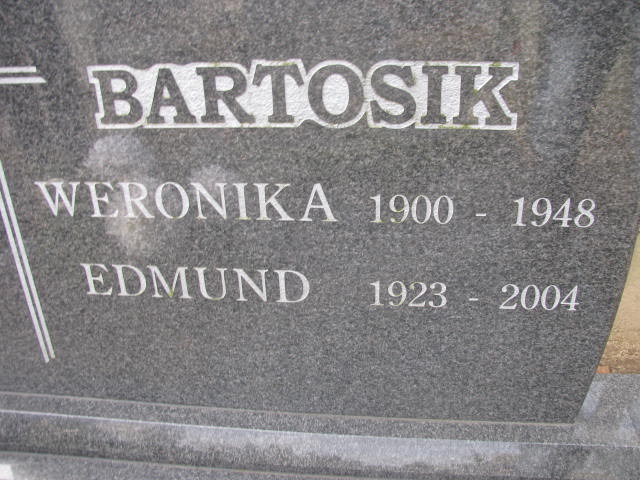 BARTOSIK
WERONIKA 1900 - 1948
EDMUND 1923 - 2004